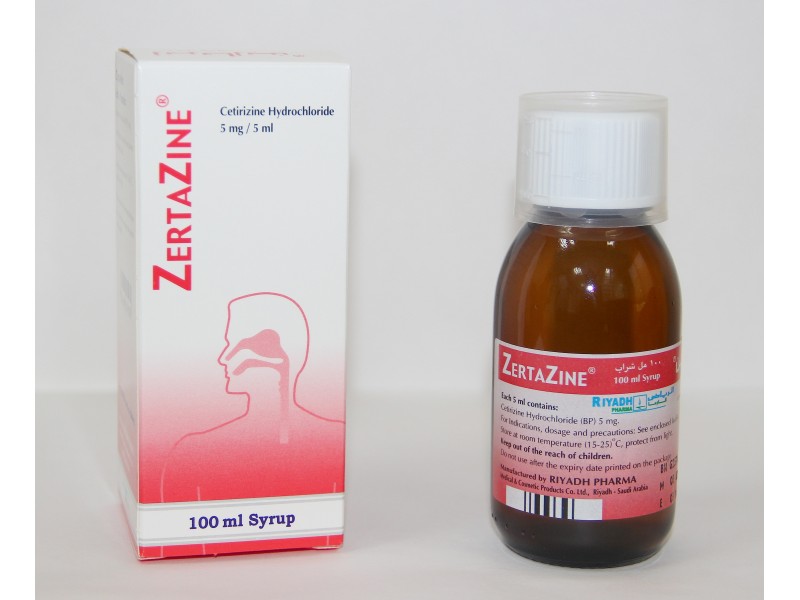 ZERTAZINE®
Cetirizine Hydrochloride
5 mg / 5 ml
100 ml Syrup
ZERTAZINE®
١٠٠ مل شراب
100 ml Syrup
Each 5 ml contains:
RIYADH
PHARMA
Cetirizine Hydrochloride (BP) 5 mg.
For Indications, dosage and precautions: See enclosed
Store at room temperature (15-25)°C, protect from light.
Keep out of the reach of children.
Do not use after the expiry date printed on the package
Manufactured by RIYADH PHARMA
Medical & Cosmetic Products Co. Ltd., Riyadh - Saudi Arabia